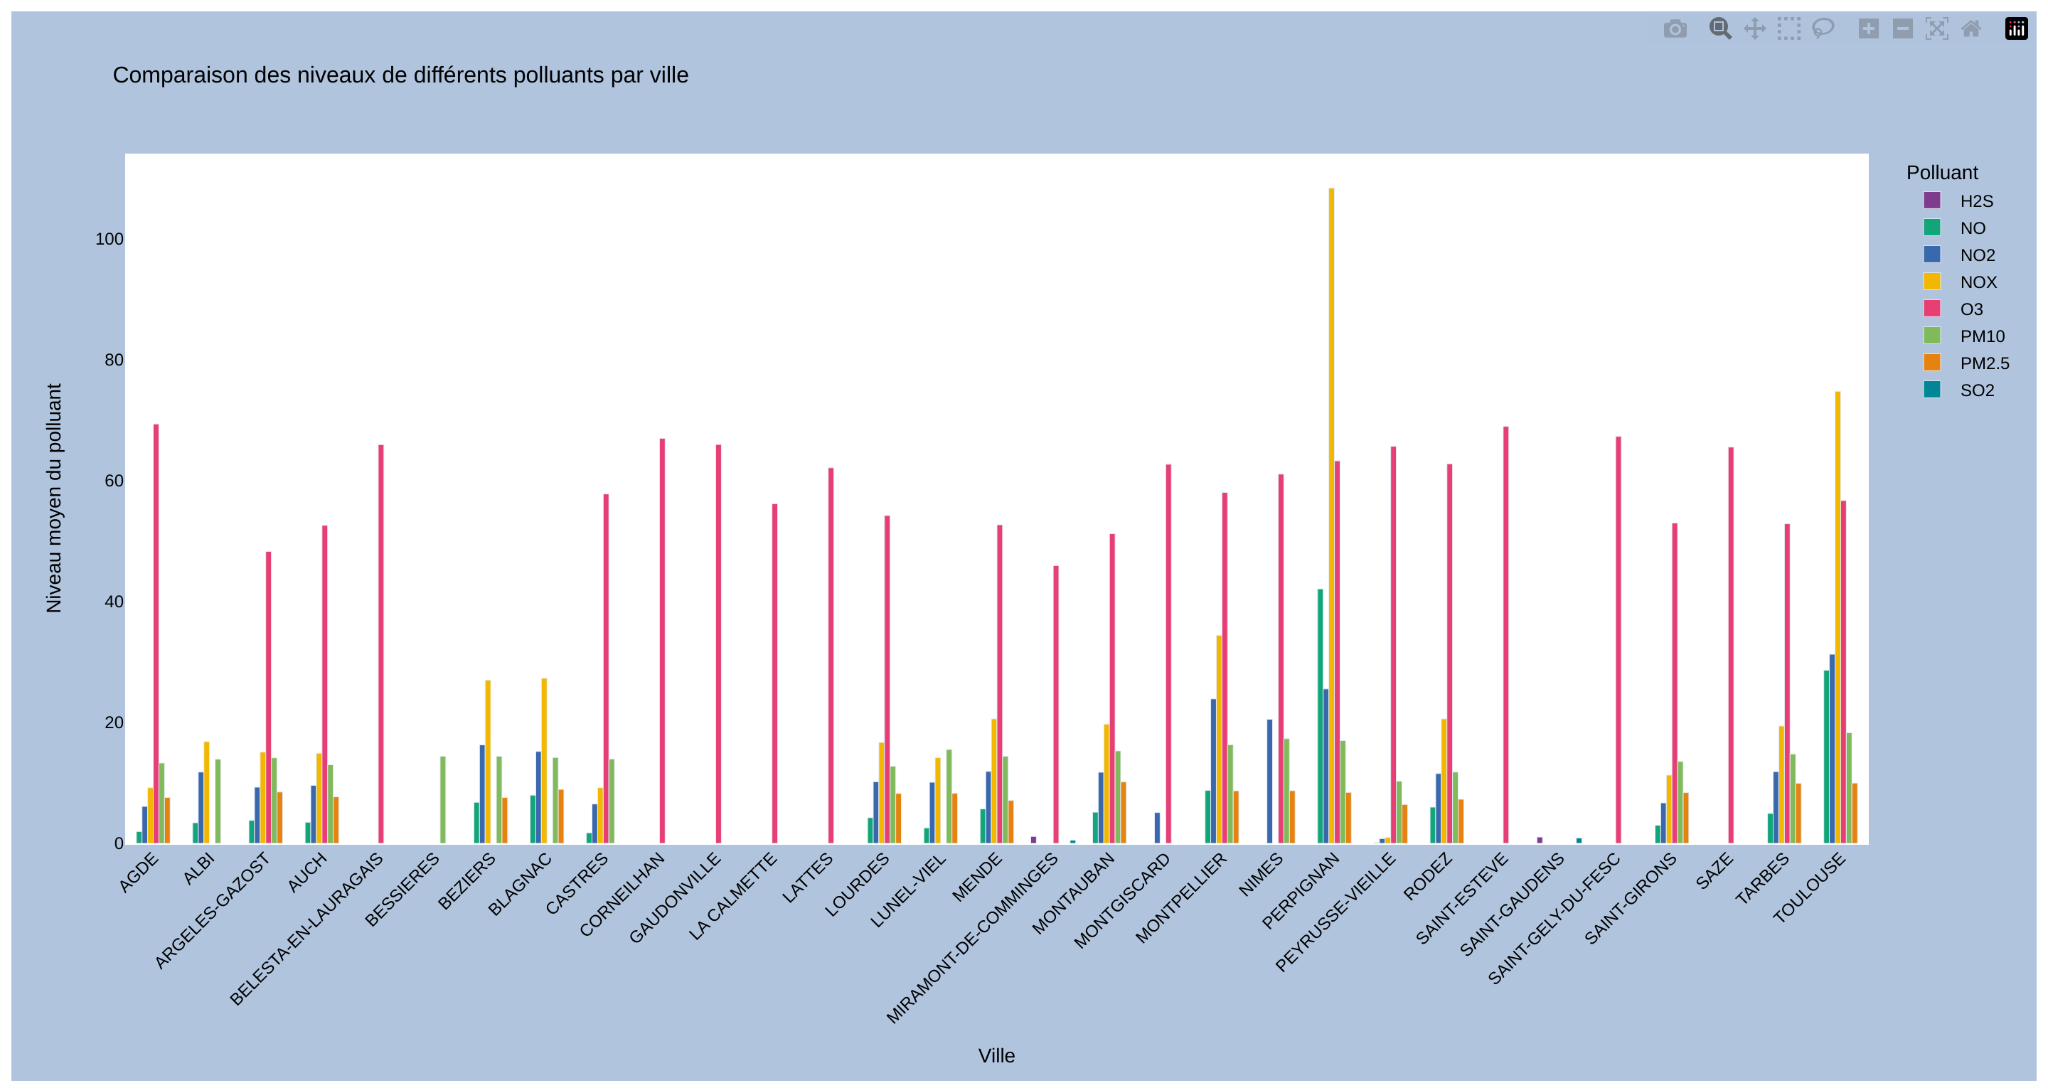 Comparaison des niveaux de différents polluants par ville
Polluant
H2S
NO
NO2
NOX
O3
PM10
PM2.5
SO2
Niveau moyen du polluant
100
80
60
40
20
0
AGDE
ALBI
ARGELES-GAZOST
AUCH
BELESTA-EN-LAURAGAIS
BESSIERES
BEZIERS
BLAGNAC
CASTRES
CORNEILHAN
GAUDONVILLE
LA CALMETTE
LATTES
LOURDES
LUNEL-VIEL
MENDE
MIRAMONT-DE-COMMINGES
MONTAUBAN
MONTGISCARD
MONTPELLIER
NIMES
PERPIGNAN
PEYRUSSE-VIEILLE
RODEZ
SAINT-ESTEVE
SAINT-GAUDENS
SAINT-GELY-DU-FESC
SAINT-GIRONS
SAZE
TARBES
TOULOUSE
Ville